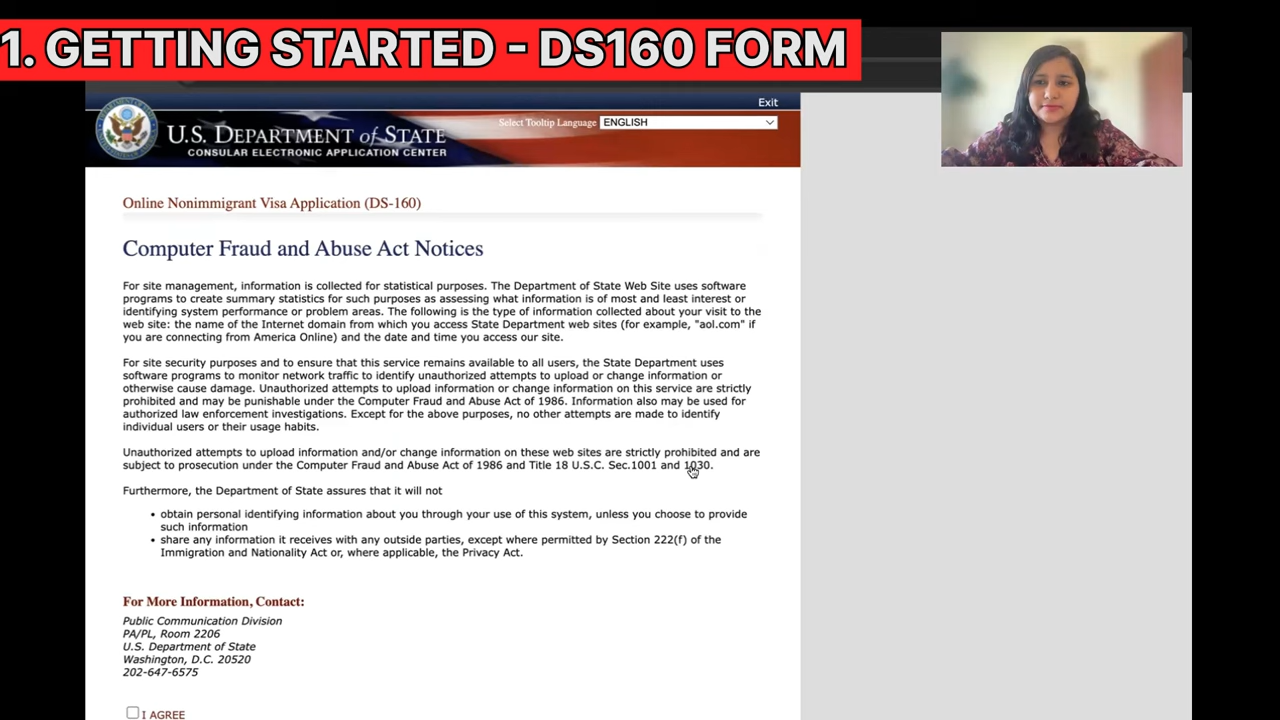 1. GETTING STARTED - DS160 FORM
Exit
U.S. DEPARTMENT of STATE
CONSULAR ELECTRONIC APPLICATION CENTER
Select Tooltip Language ENGLISH
Online Nonimmigrant Visa Application (DS-160)
Computer Fraud and Abuse Act Notices
For site management, information is collected for statistical purposes. The Department of State Web Site uses software
programs to create summary statistics for such purposes as assessing what information is of most and least interest or
identifying system performance or problem areas. The following is the type of information collected about your visit to the
web site: the name of the Internet domain from which you access State Department web sites (for example, "aol.com" if
you are connecting from America Online) and the date and time you access our site.
For site security purposes and to ensure that this service remains available to all users, the State Department uses
software programs to monitor network traffic to identify unauthorized attempts to upload or change information or
otherwise cause damage. Unauthorized attempts to upload information or change information on this service are strictly
prohibited and may be punishable under the Computer Fraud and Abuse Act of 1986. Information also may be used for
authorized law enforcement investigations. Except for the above purposes, no other attempts are made to identify
individual users or their usage habits.
Unauthorized attempts to upload information and/or change information on these web sites are strictly prohibited and are
subject to prosecution under the Computer Fraud and Abuse Act of 1986 and Title 18 U.S.C. Sec.1001 and 1030.
Furthermore, the Department of State assures that it will not
• obtain personal identifying information about you through your use of this system, unless you choose to provide
such information
• share any information it receives with any outside parties, except where permitted by Section 222(f) of the
Immigration and Nationality Act or, where applicable, the Privacy Act.
For More Information, Contact:
Public Communication Division
PA/PL, Room 2206
U.S. Department of State
Washington, D.C. 20520
202-647-6575
I AGREE